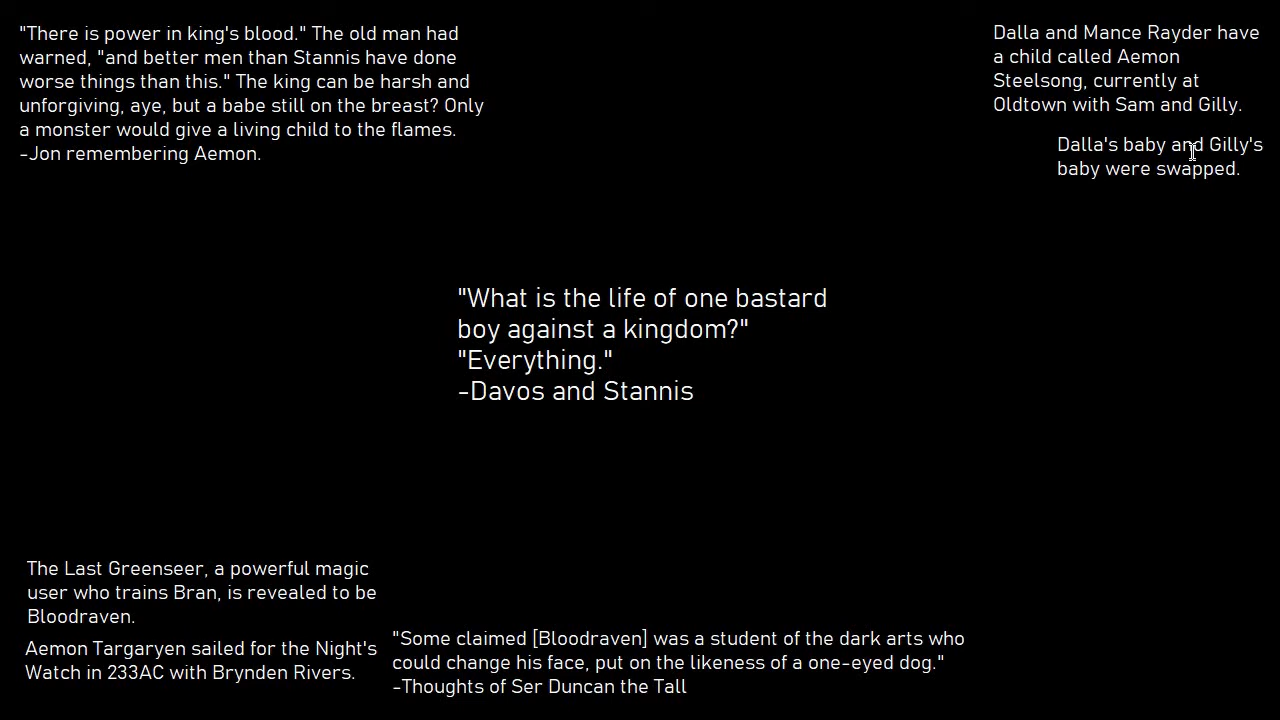 "There is power in king's blood." The old man had
warned, "and better men than Stannis have done
worse things than this." The king can be harsh and
unforgiving, aye, but a babe still on the breast? Only
a monster would give a living child to the flames.
-Jon remembering Aemon.
Dalla and Mance Rayder have
a child called Aemon
Steelsong, currently at
Oldtown with Sam and Gilly.
Dalla's baby and Gilly's
baby were swapped.
"What is the life of one bastard
boy against a kingdom?"
"Everything."
-Davos and Stannis
The Last Greenseer, a powerful magic
user who trains Bran, is revealed to be
Bloodraven.
Aemon Targaryen sailed for the Night's
Watch in 233AC with Brynden Rivers.
"Some claimed [Bloodraven] was a student of the dark arts who
could change his face, put on the likeness of a one-eyed dog."
-Thoughts of Ser Duncan the Tall